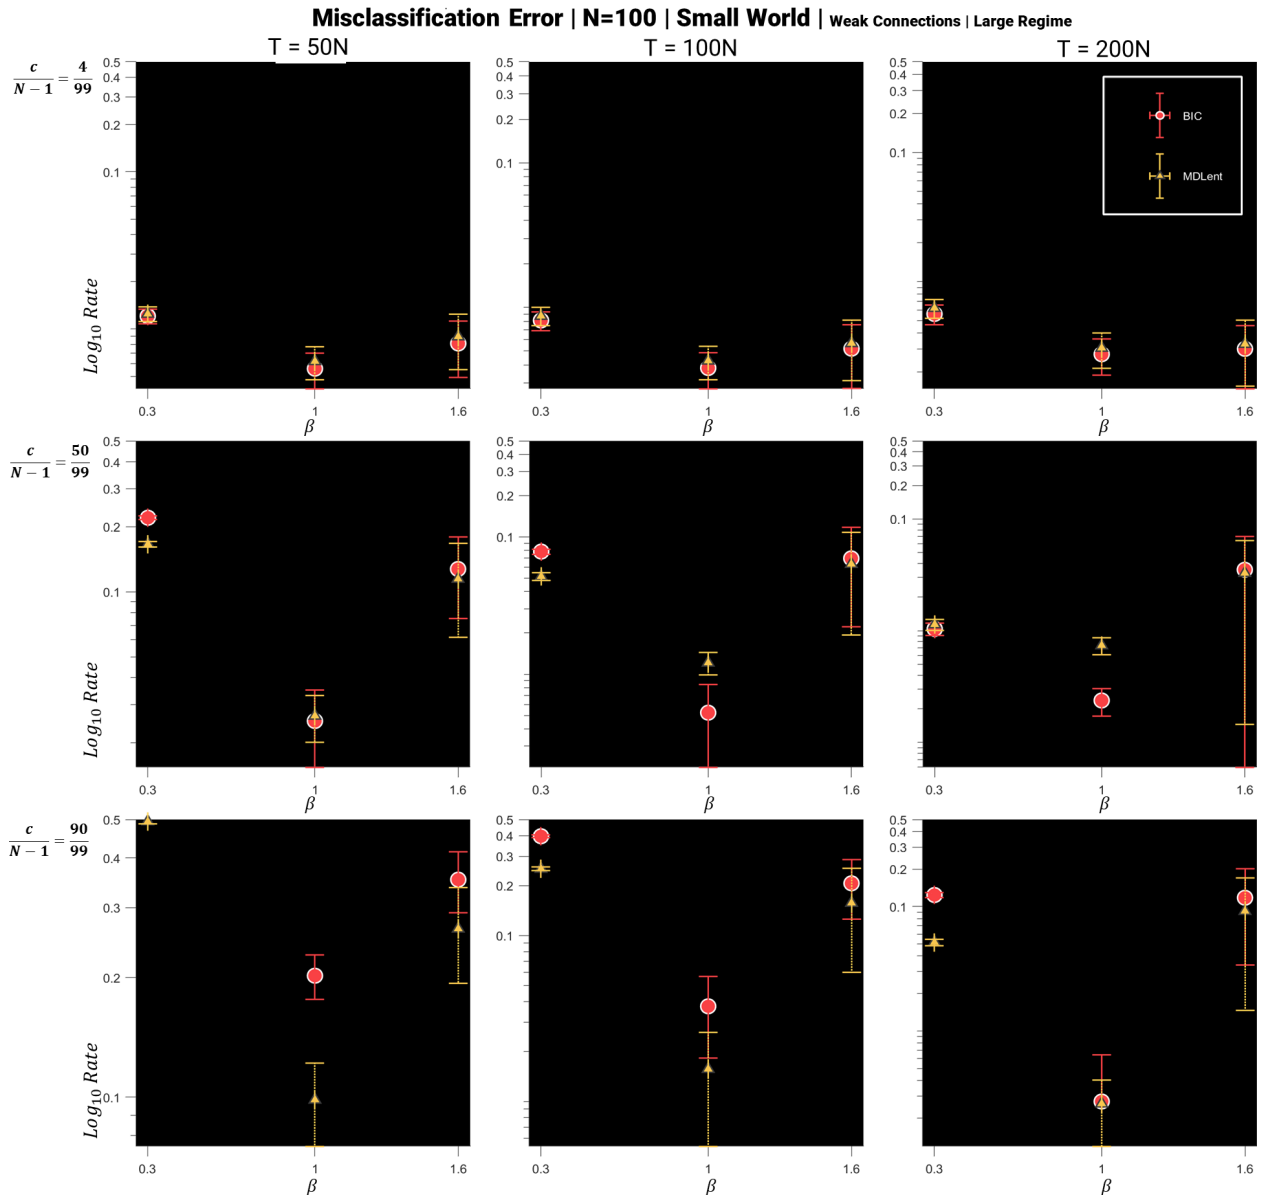 Misclassification Error | N=100 | Small World | Weak Connections | Large Regime
T = 50N T = 100N T = 200N
c/(N − 1) = 4/99
0.5 0.5 0.5
0.4 0.4 0.4
0.3 0.3 0.3
0.2 0.2 0.2
0.1 0.1 0.1
BIC
MDLent
Log₁₀ Rate
0.3 1 1.6 0.3 1 1.6 0.3 1 1.6
β β β
c/(N − 1) = 50/99
0.5 0.5 0.5
0.4 0.4 0.4
0.3 0.3 0.3
0.2 0.2 0.2
0.1 0.1 0.1
Log₁₀ Rate
0.3 1 1.6 0.3 1 1.6 0.3 1 1.6
β β β
c/(N − 1) = 90/99
0.5 0.5 0.5
0.4 0.4 0.4
0.3 0.3 0.3
0.2 0.2 0.2
0.1 0.1 0.1
Log₁₀ Rate
0.3 1 1.6 0.3 1 1.6 0.3 1 1.6
β β β